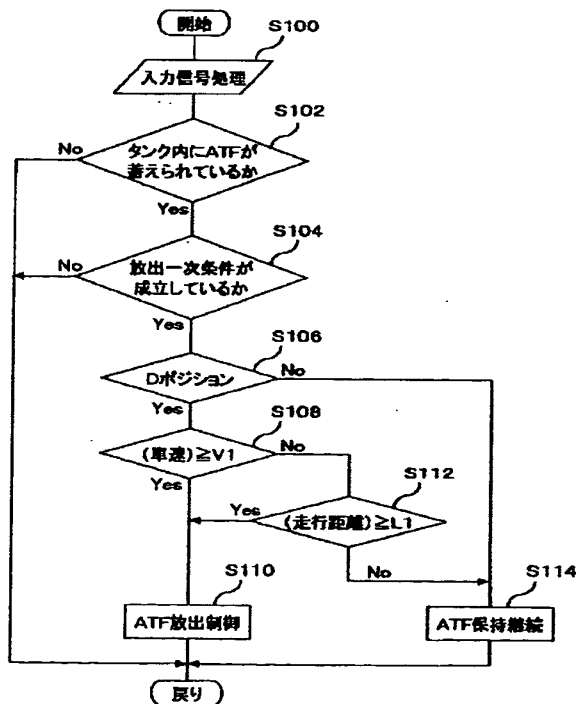 開始
S100
入力信号処理
S102
No
タンク内にATFが
蓄えられているか
Yes
S104
No
放出一次条件が
成立しているか
Yes
S106
Dポジション
No
Yes
S108
(車速)≧V1
No
Yes
S112
Yes
(走行距離)≧L1
No
S110
S114
ATF放出制御
ATF保持継続
戻り